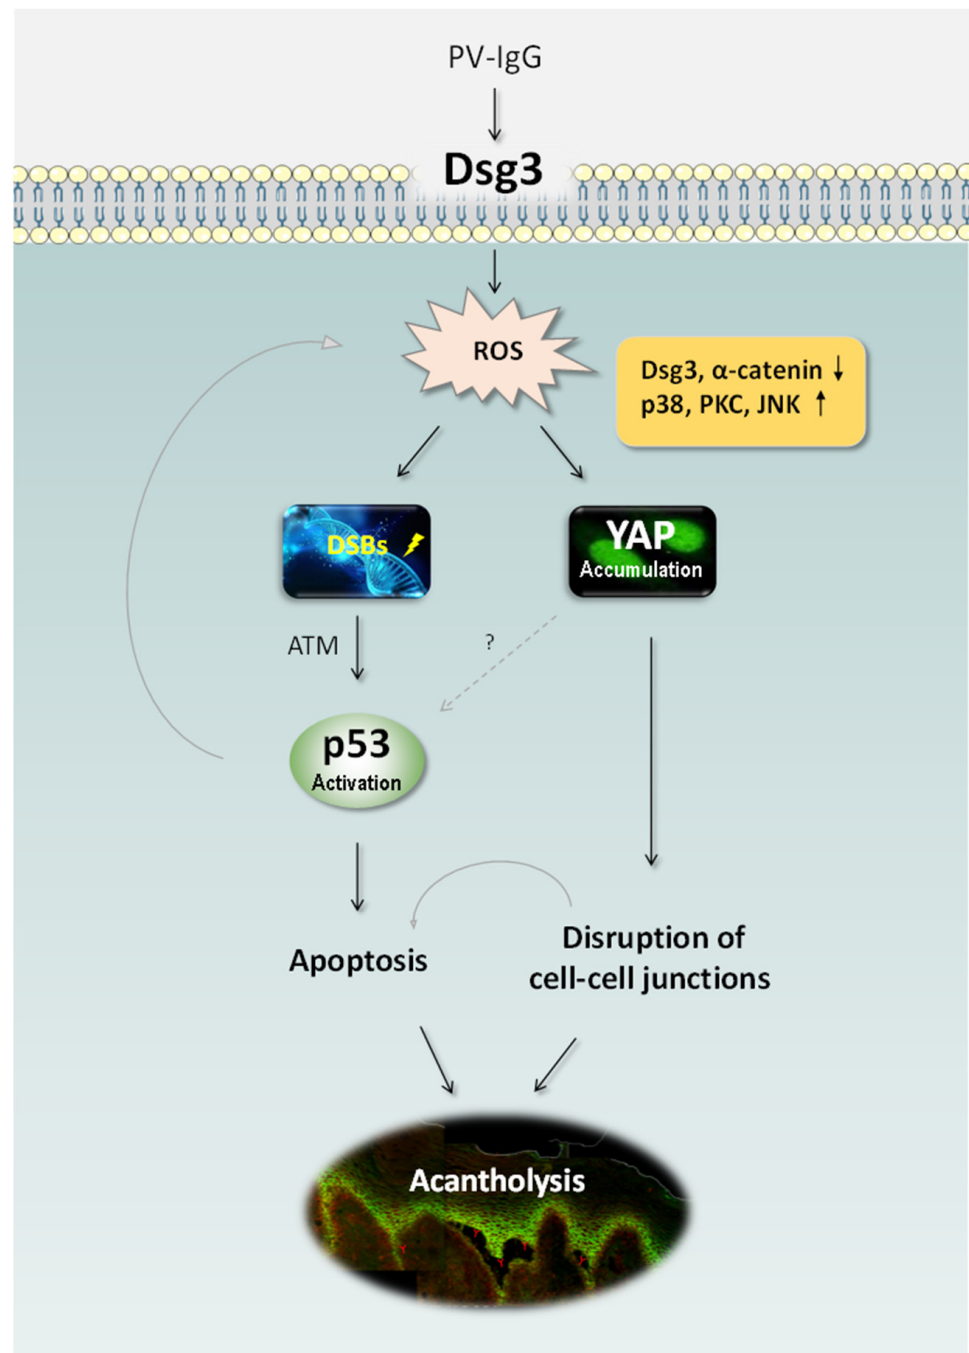 PV-IgG
Dsg3
ROS
Dsg3, α-catenin ↓
p38, PKC, JNK ↑
DSBs
YAP
Accumulation
ATM
?
p53
Activation
Apoptosis
Disruption of
cell-cell junctions
Acantholysis